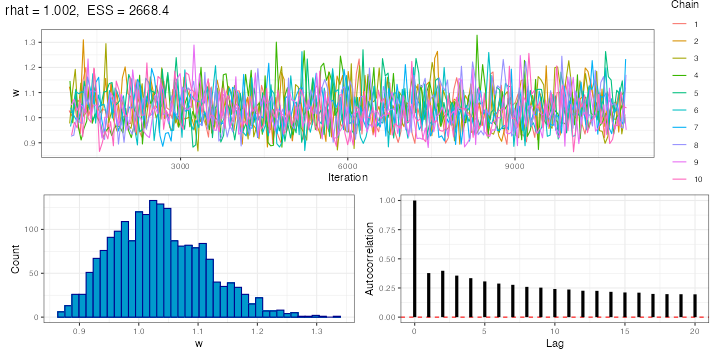 rhat = 1.002,  ESS = 2668.4
Chain
1
2
3
4
5
6
7
8
9
10
w
1.3
1.2
1.1
1.0
0.9
3000 6000 9000
Iteration
Count
100
50
0
0.9 1.0 1.1 1.2 1.3
w
Autocorrelation
1.00
0.75
0.50
0.25
0.00
0 5 10 15 20
Lag